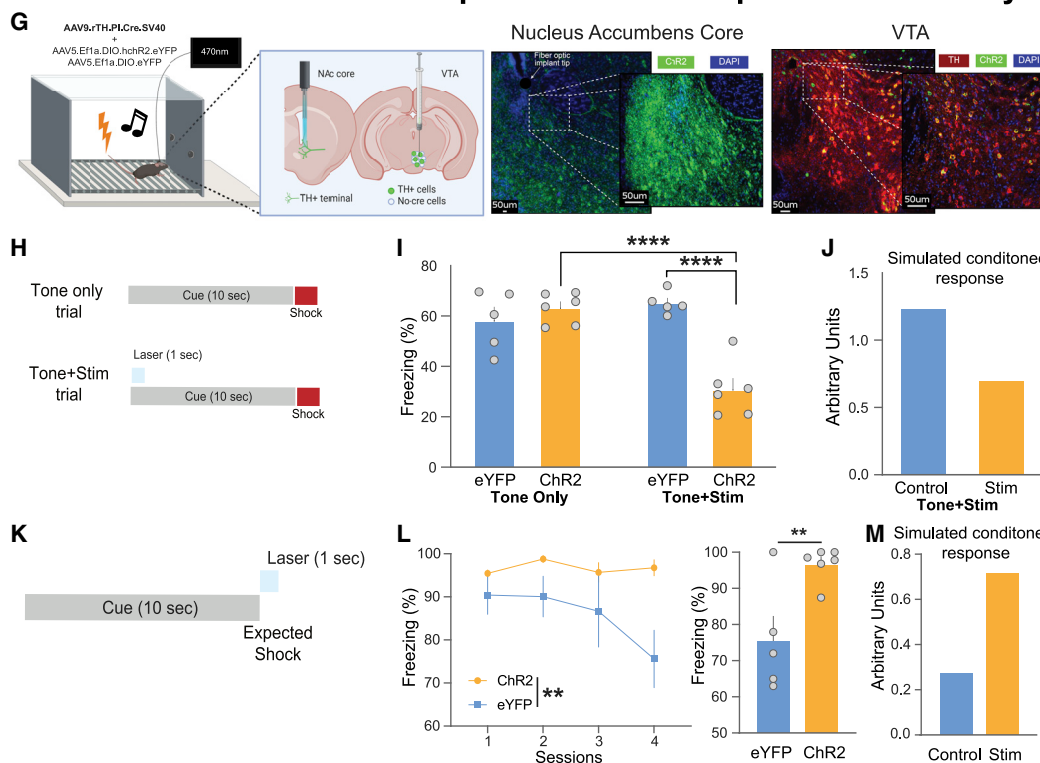 G
AAV9.rTH.PI.Cre.SV40
+
AAV5.Ef1a.DIO.hchR2.eYFP
AAV5.Ef1a.DIO.eYFP
470nm
NAc core
VTA
TH+ terminal
TH+ cells
No-cre cells
Nucleus Accumbens Core
Fiber optic
implant tip
ChR2
DAPI
50um
50um
VTA
TH
ChR2
DAPI
50um
50um
H
Tone only
trial
Cue (10 sec)
Shock
Laser (1 sec)
Tone+Stim
trial
Cue (10 sec)
Shock
I
Freezing (%)
80
60
40
20
0
****
****
eYFP
ChR2
eYFP
ChR2
Tone Only
Tone+Stim
J
Simulated conditoned
response
Arbitrary Units
1.5
1.0
0.5
0.0
Control
Stim
Tone+Stim
K
Laser (1 sec)
Cue (10 sec)
Expected
Shock
L
Freezing (%)
100
90
80
70
60
ChR2
eYFP
**
1
2
3
4
Sessions
Freezing (%)
100
90
80
70
60
50
**
eYFP
ChR2
M
Simulated conditoned
response
Arbitrary Units
0.8
0.6
0.4
0.2
0.0
Control
Stim